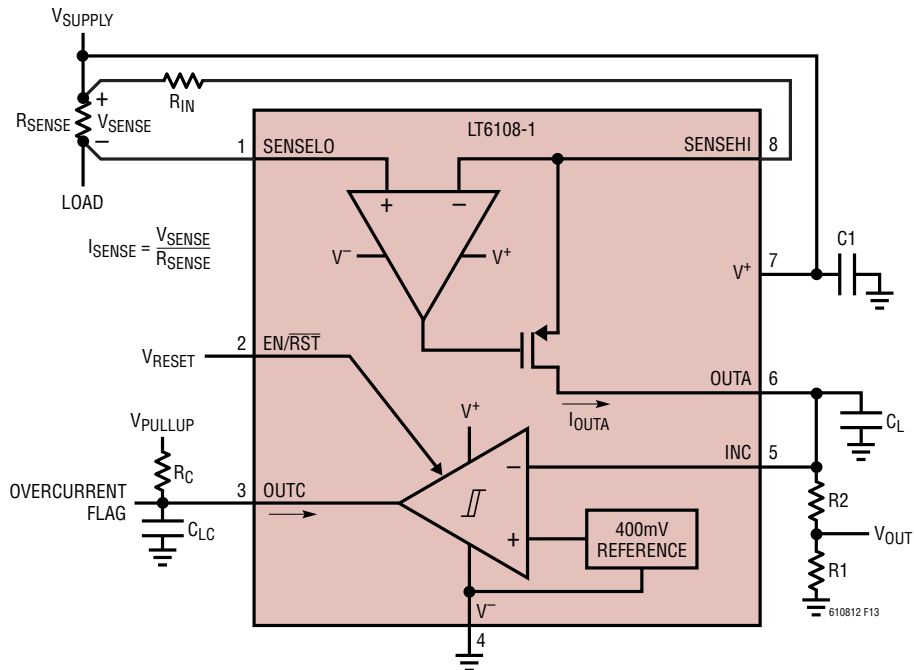 VSUPPLY
+
RIN
RSENSE
VSENSE
–
LOAD
ISENSE = VSENSE
RSENSE
LT6108-1
1
SENSELO
SENSEHI
8
+
–
V–
V+
C1
V+
7
2
EN/RST
VRESET
OUTA
6
IOUTA
CL
VPULLUP
V+
INC
5
RC
–
OVERCURRENT
FLAG
3
OUTC
R2
CLC
+
400mV
REFERENCE
VOUT
R1
V–
4
610812 F13